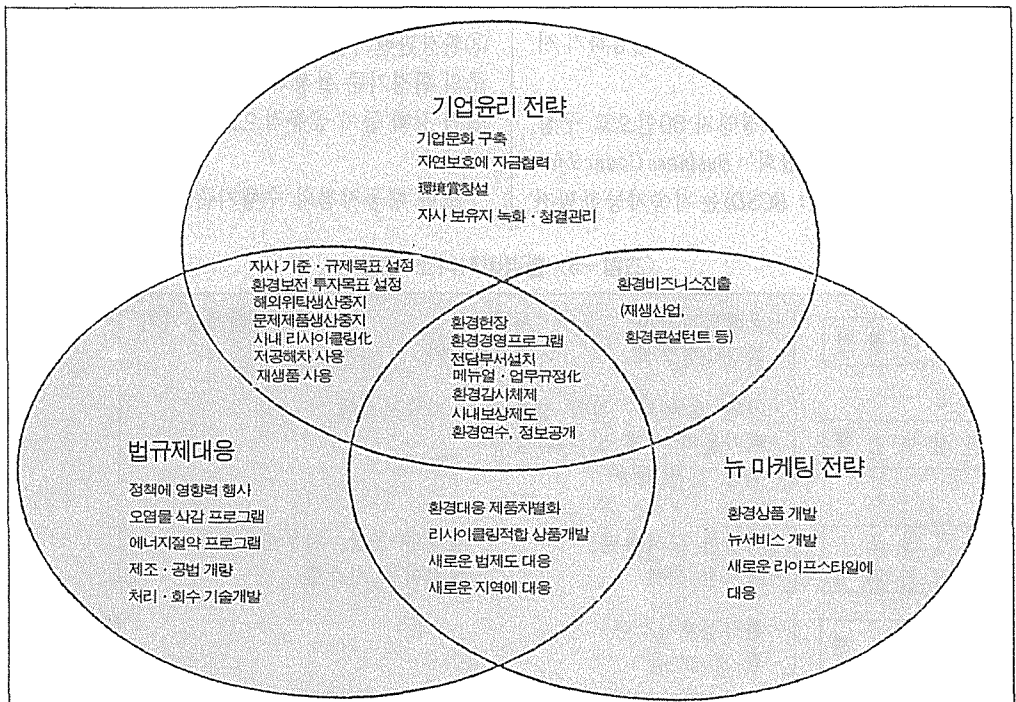 기업윤리 전략
기업문화 구축
자연보호에 자금협력
環境賞창설
자사 보유지 녹화 · 청결관리
자사 기준 · 규제목표 설정
환경보전 투자목표 설정
해외위탁생산중지
문제제품생산중지
사내 리사이클링化
저공해차 사용
재생품 사용
환경비즈니스진출
(재생산업,
환경콘설턴트 등)
환경헌장
환경경영프로그램
전담부서설치
메뉴얼 · 업무규정化
환경감사체제
사내보상제도
환경연수, 정보공개
법규제대응
정책에 영향력 행사
오염물 삭감 프로그램
에너지절약 프로그램
제조 · 공법 개량
처리 · 회수 기술개발
환경대응 제품차별화
리사이클링적합 상품개발
새로운 법제도 대응
새로운 지역에 대응
뉴 마케팅 전략
환경상품 개발
뉴서비스 개발
새로운 라이프스타일에
대응